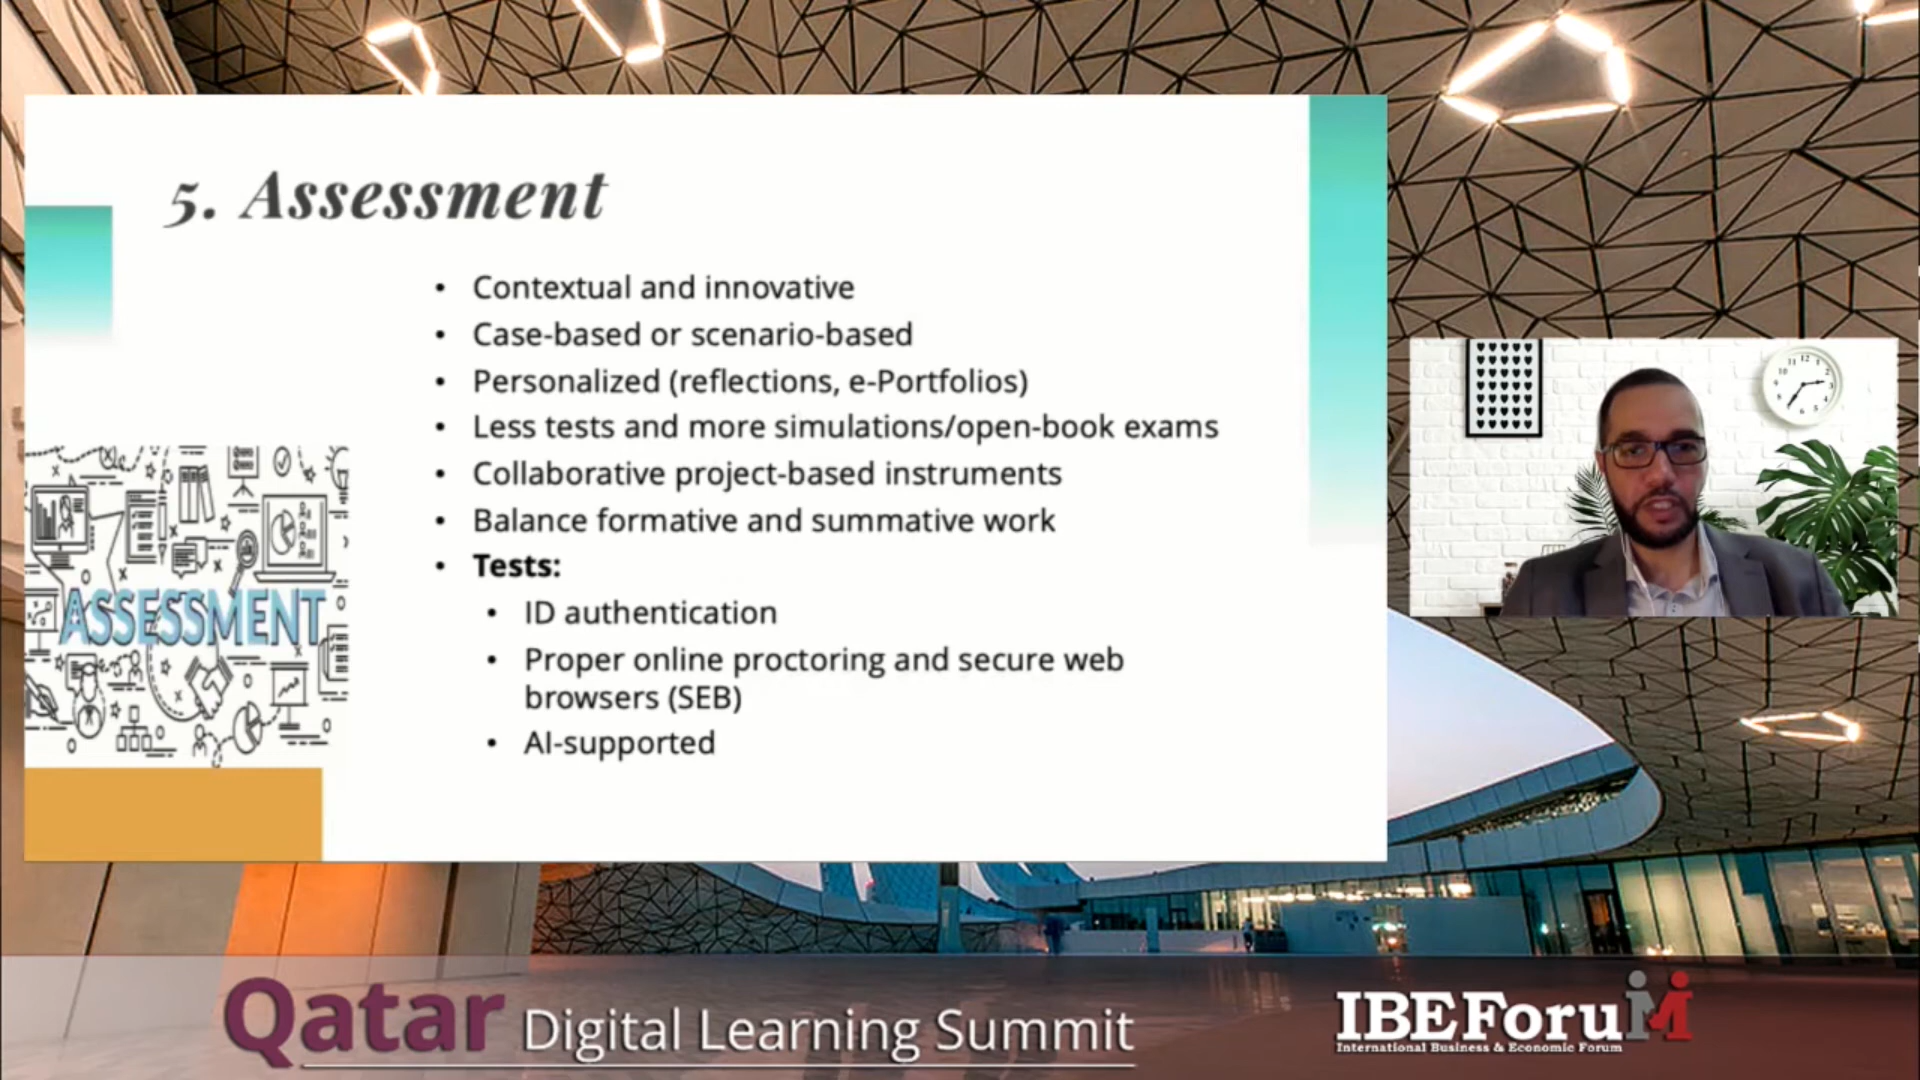 5. Assessment
• Contextual and innovative
• Case-based or scenario-based
• Personalized (reflections, e-Portfolios)
• Less tests and more simulations/open-book exams
• Collaborative project-based instruments
• Balance formative and summative work
• Tests:
• ID authentication
• Proper online proctoring and secure web
browsers (SEB)
• AI-supported
ASSESSMENT
Qatar Digital Learning Summit
IBEForuM
International Business & Economic Forum